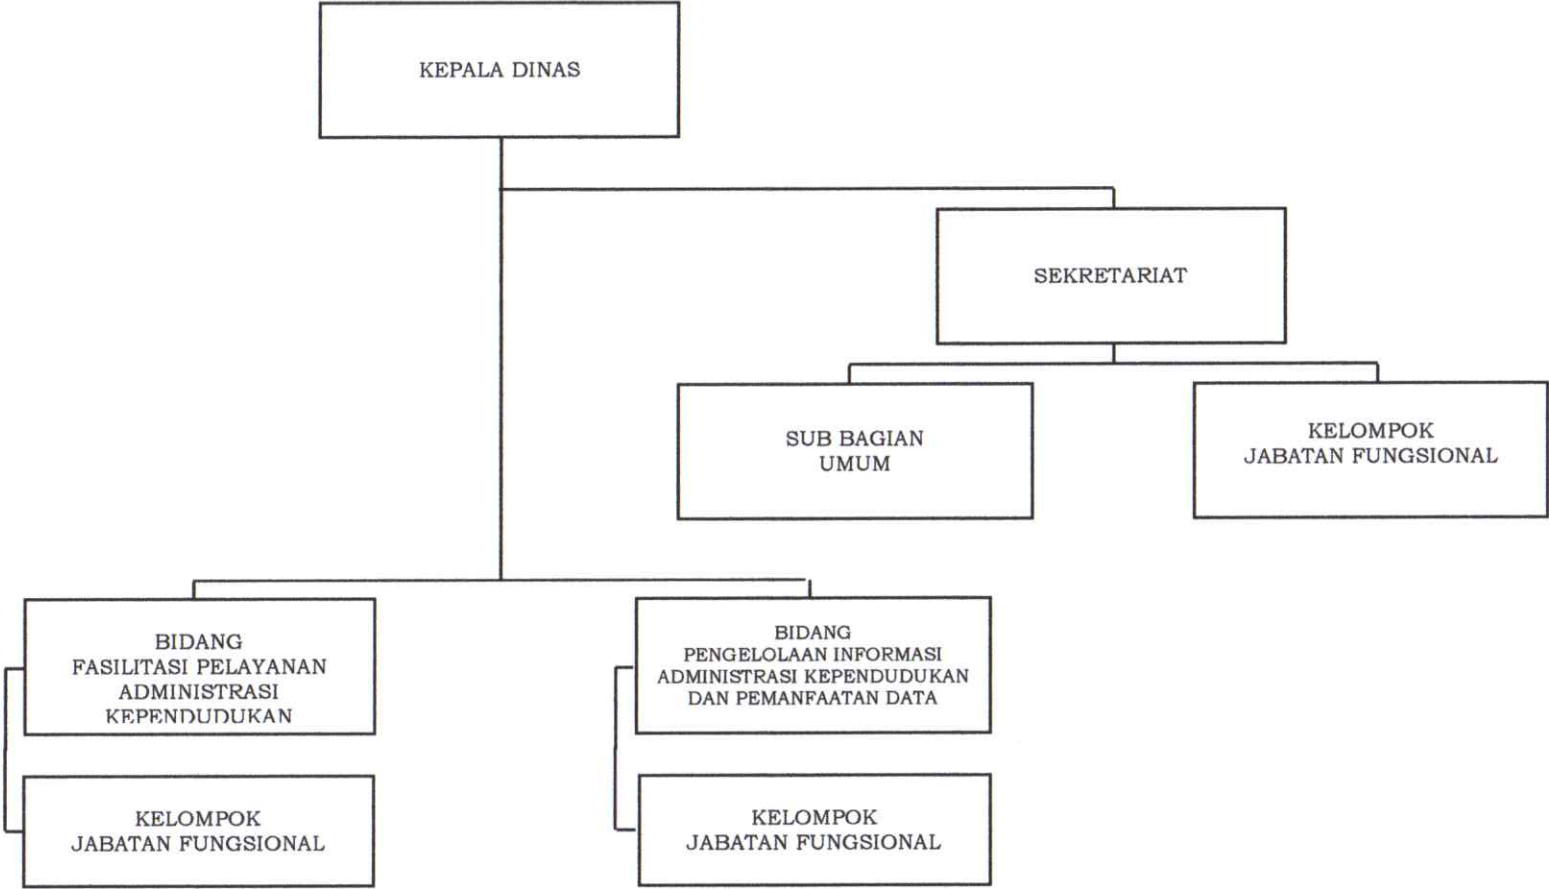 KEPALA DINAS
SEKRETARIAT
SUB BAGIAN
UMUM
KELOMPOK
JABATAN FUNGSIONAL
BIDANG
FASILITASI PELAYANAN
ADMINISTRASI
KEPENDUDUKAN
BIDANG
PENGELOLAAN INFORMASI
ADMINISTRASI KEPENDUDUKAN
DAN PEMANFAATAN DATA
KELOMPOK
JABATAN FUNGSIONAL
KELOMPOK
JABATAN FUNGSIONAL